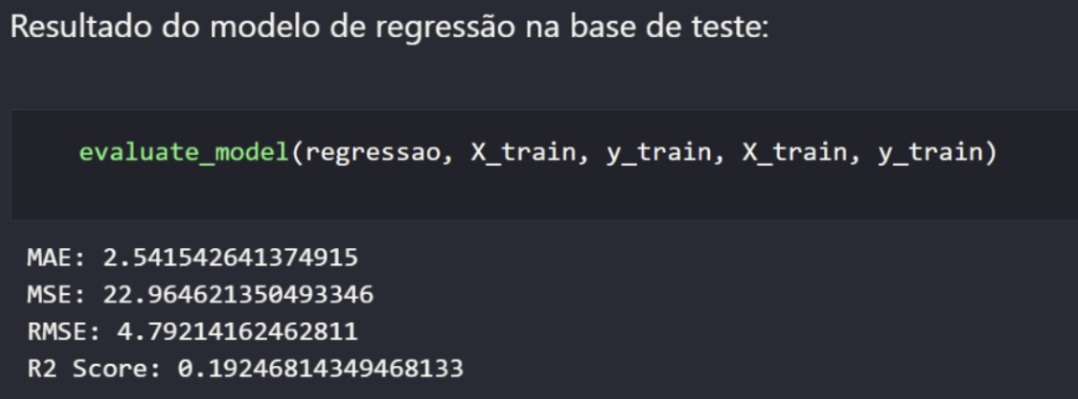 Resultado do modelo de regressão na base de teste:
evaluate_model(regressao, X_train, y_train, X_train, y_train)
MAE: 2.541542641374915
MSE: 22.964621350493346
RMSE: 4.79214162462811
R2 Score: 0.19246814349468133